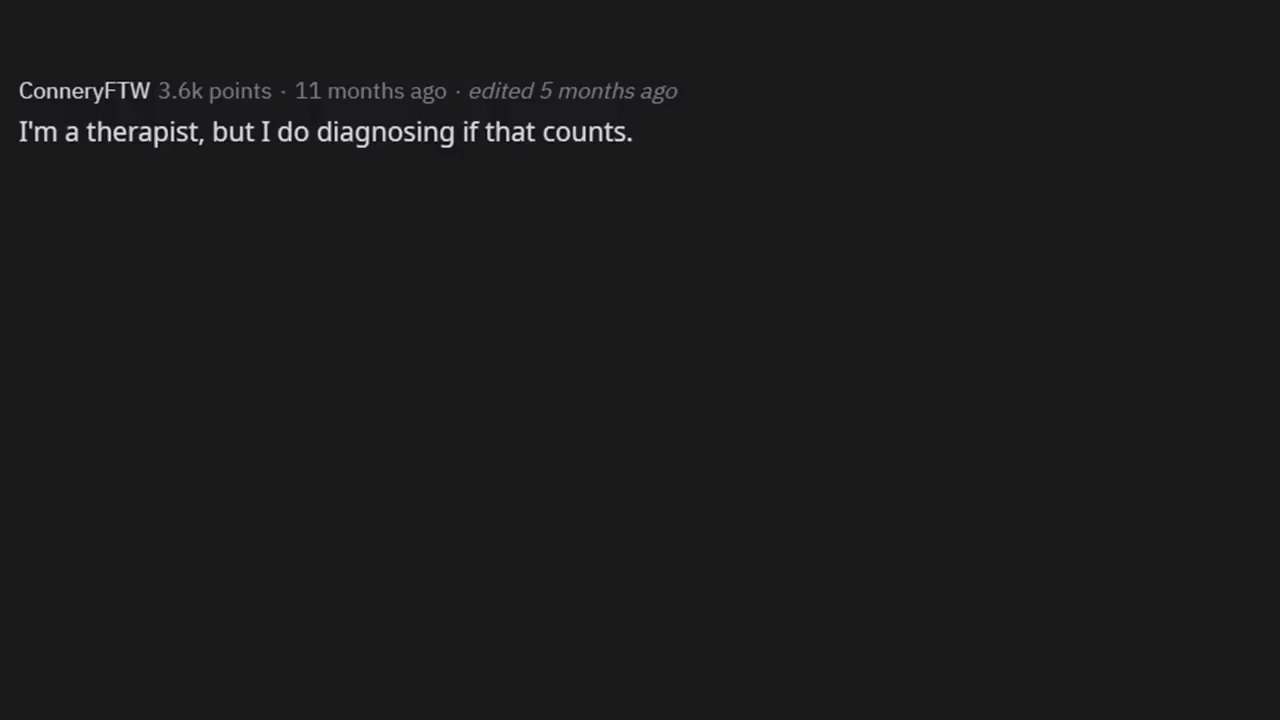 ConneryFTW 3.6k points · 11 months ago · edited 5 months ago
I'm a therapist, but I do diagnosing if that counts.